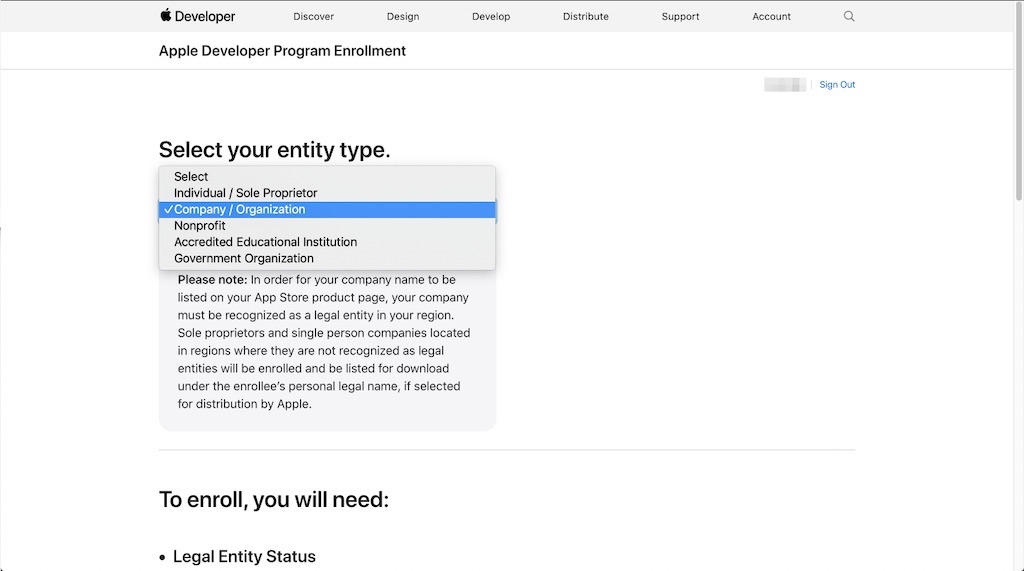 Developer
Discover
Design
Develop
Distribute
Support
Account
Apple Developer Program Enrollment
Sign Out
Select your entity type.
Select
Individual / Sole Proprietor
✓Company / Organization
Nonprofit
Accredited Educational Institution
Government Organization
Please note: In order for your company name to be
listed on your App Store product page, your company
must be recognized as a legal entity in your region.
Sole proprietors and single person companies located
in regions where they are not recognized as legal
entities will be enrolled and be listed for download
under the enrollee’s personal legal name, if selected
for distribution by Apple.
To enroll, you will need:
• Legal Entity Status